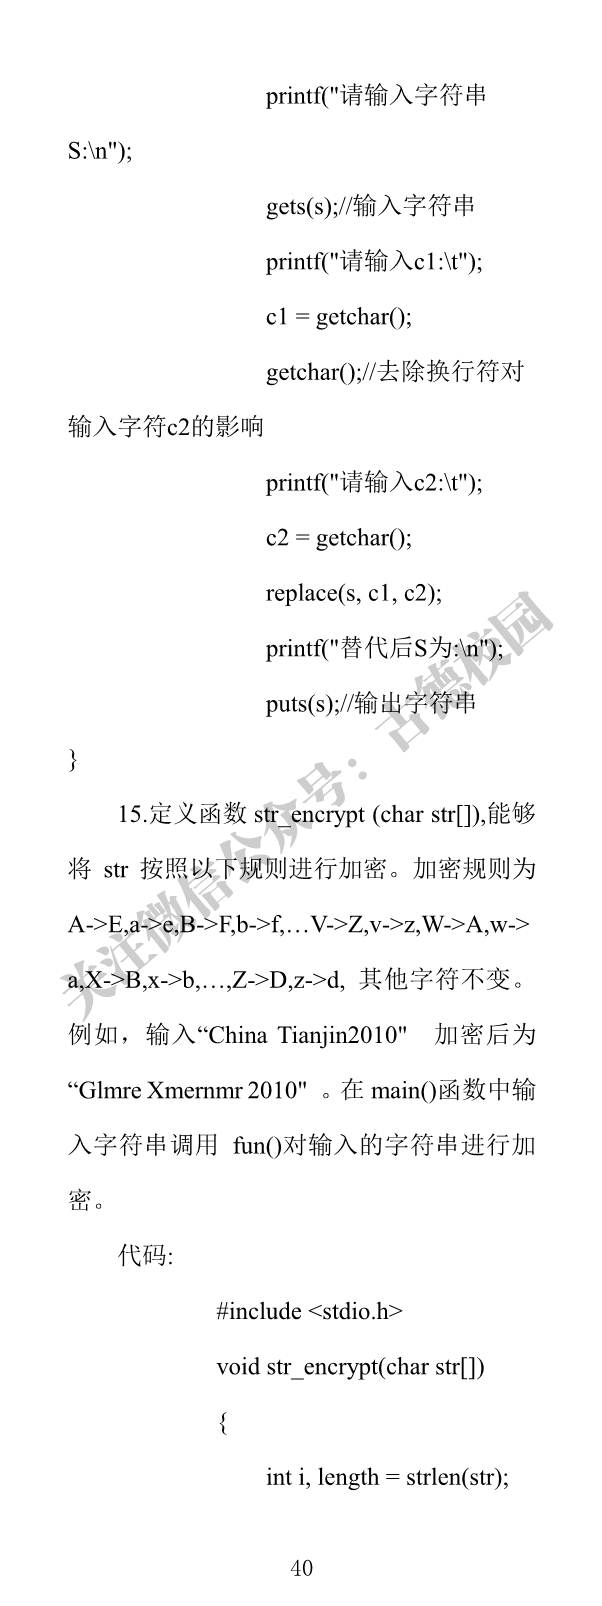 printf("请输入字符串
S:\n");
gets(s);//输入字符串
printf("请输入c1:\t");
c1 = getchar();
getchar();//去除换行符对
输入字符c2的影响
printf("请输入c2:\t");
c2 = getchar();
replace(s, c1, c2);
printf("替代后S为:\n");
puts(s);//输出字符串
}
15.定义函数 str_encrypt (char str[]),能够
将 str 按照以下规则进行加密。加密规则为
A->E,a->e,B->F,b->f,…V->Z,v->z,W->A,w->
a,X->B,x->b,…,Z->D,z->d, 其他字符不变。
例如，输入“China Tianjin2010" 加密后为
“Glmre Xmernmr 2010" 。在 main()函数中输
入字符串调用 fun()对输入的字符串进行加
密。
代码:
#include <stdio.h>
void str_encrypt(char str[])
{
int i, length = strlen(str);
40
关注微信公众号：古德校园